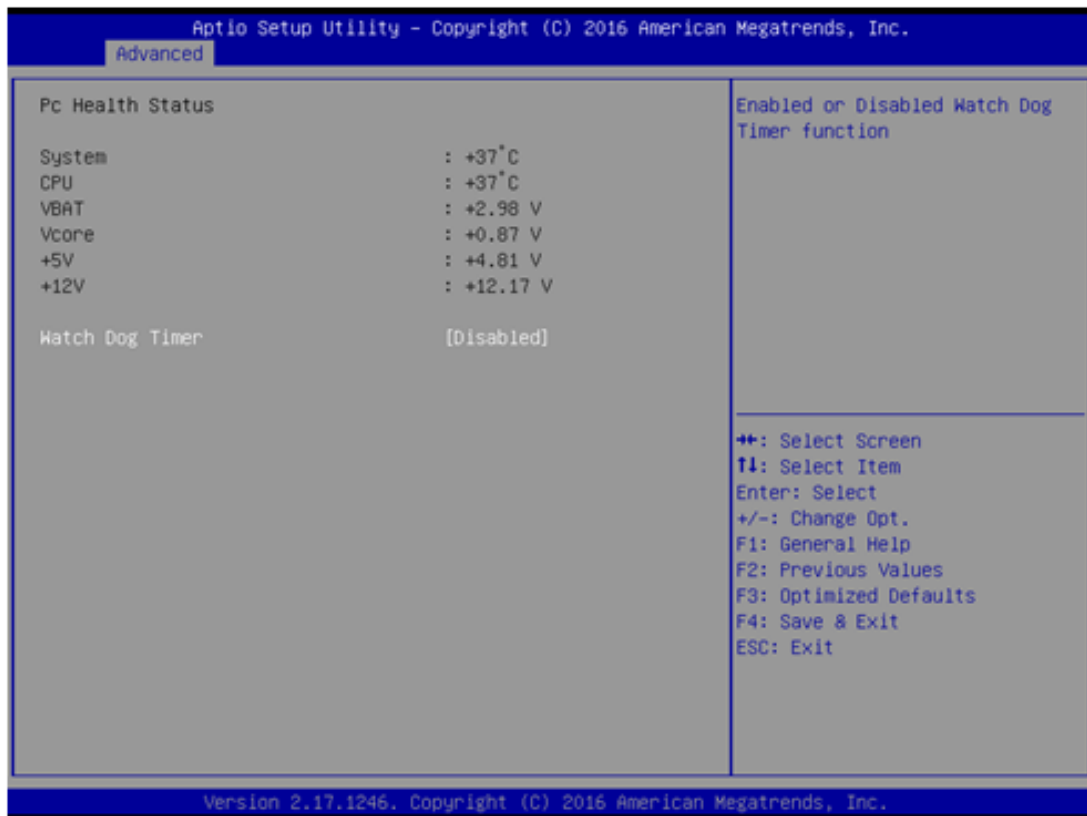 Aptio Setup Utility - Copyright (C) 2016 American Megatrends, Inc.
Advanced
Pc Health Status
System : +37°C
CPU : +37°C
VBAT : +2.98 V
Vcore : +0.87 V
+5V : +4.81 V
+12V : +12.17 V
Watch Dog Timer [Disabled]
Enabled or Disabled Watch Dog
Timer function
→←: Select Screen
↑↓: Select Item
Enter: Select
+/-: Change Opt.
F1: General Help
F2: Previous Values
F3: Optimized Defaults
F4: Save & Exit
ESC: Exit
Version 2.17.1246. Copyright (C) 2016 American Megatrends, Inc.